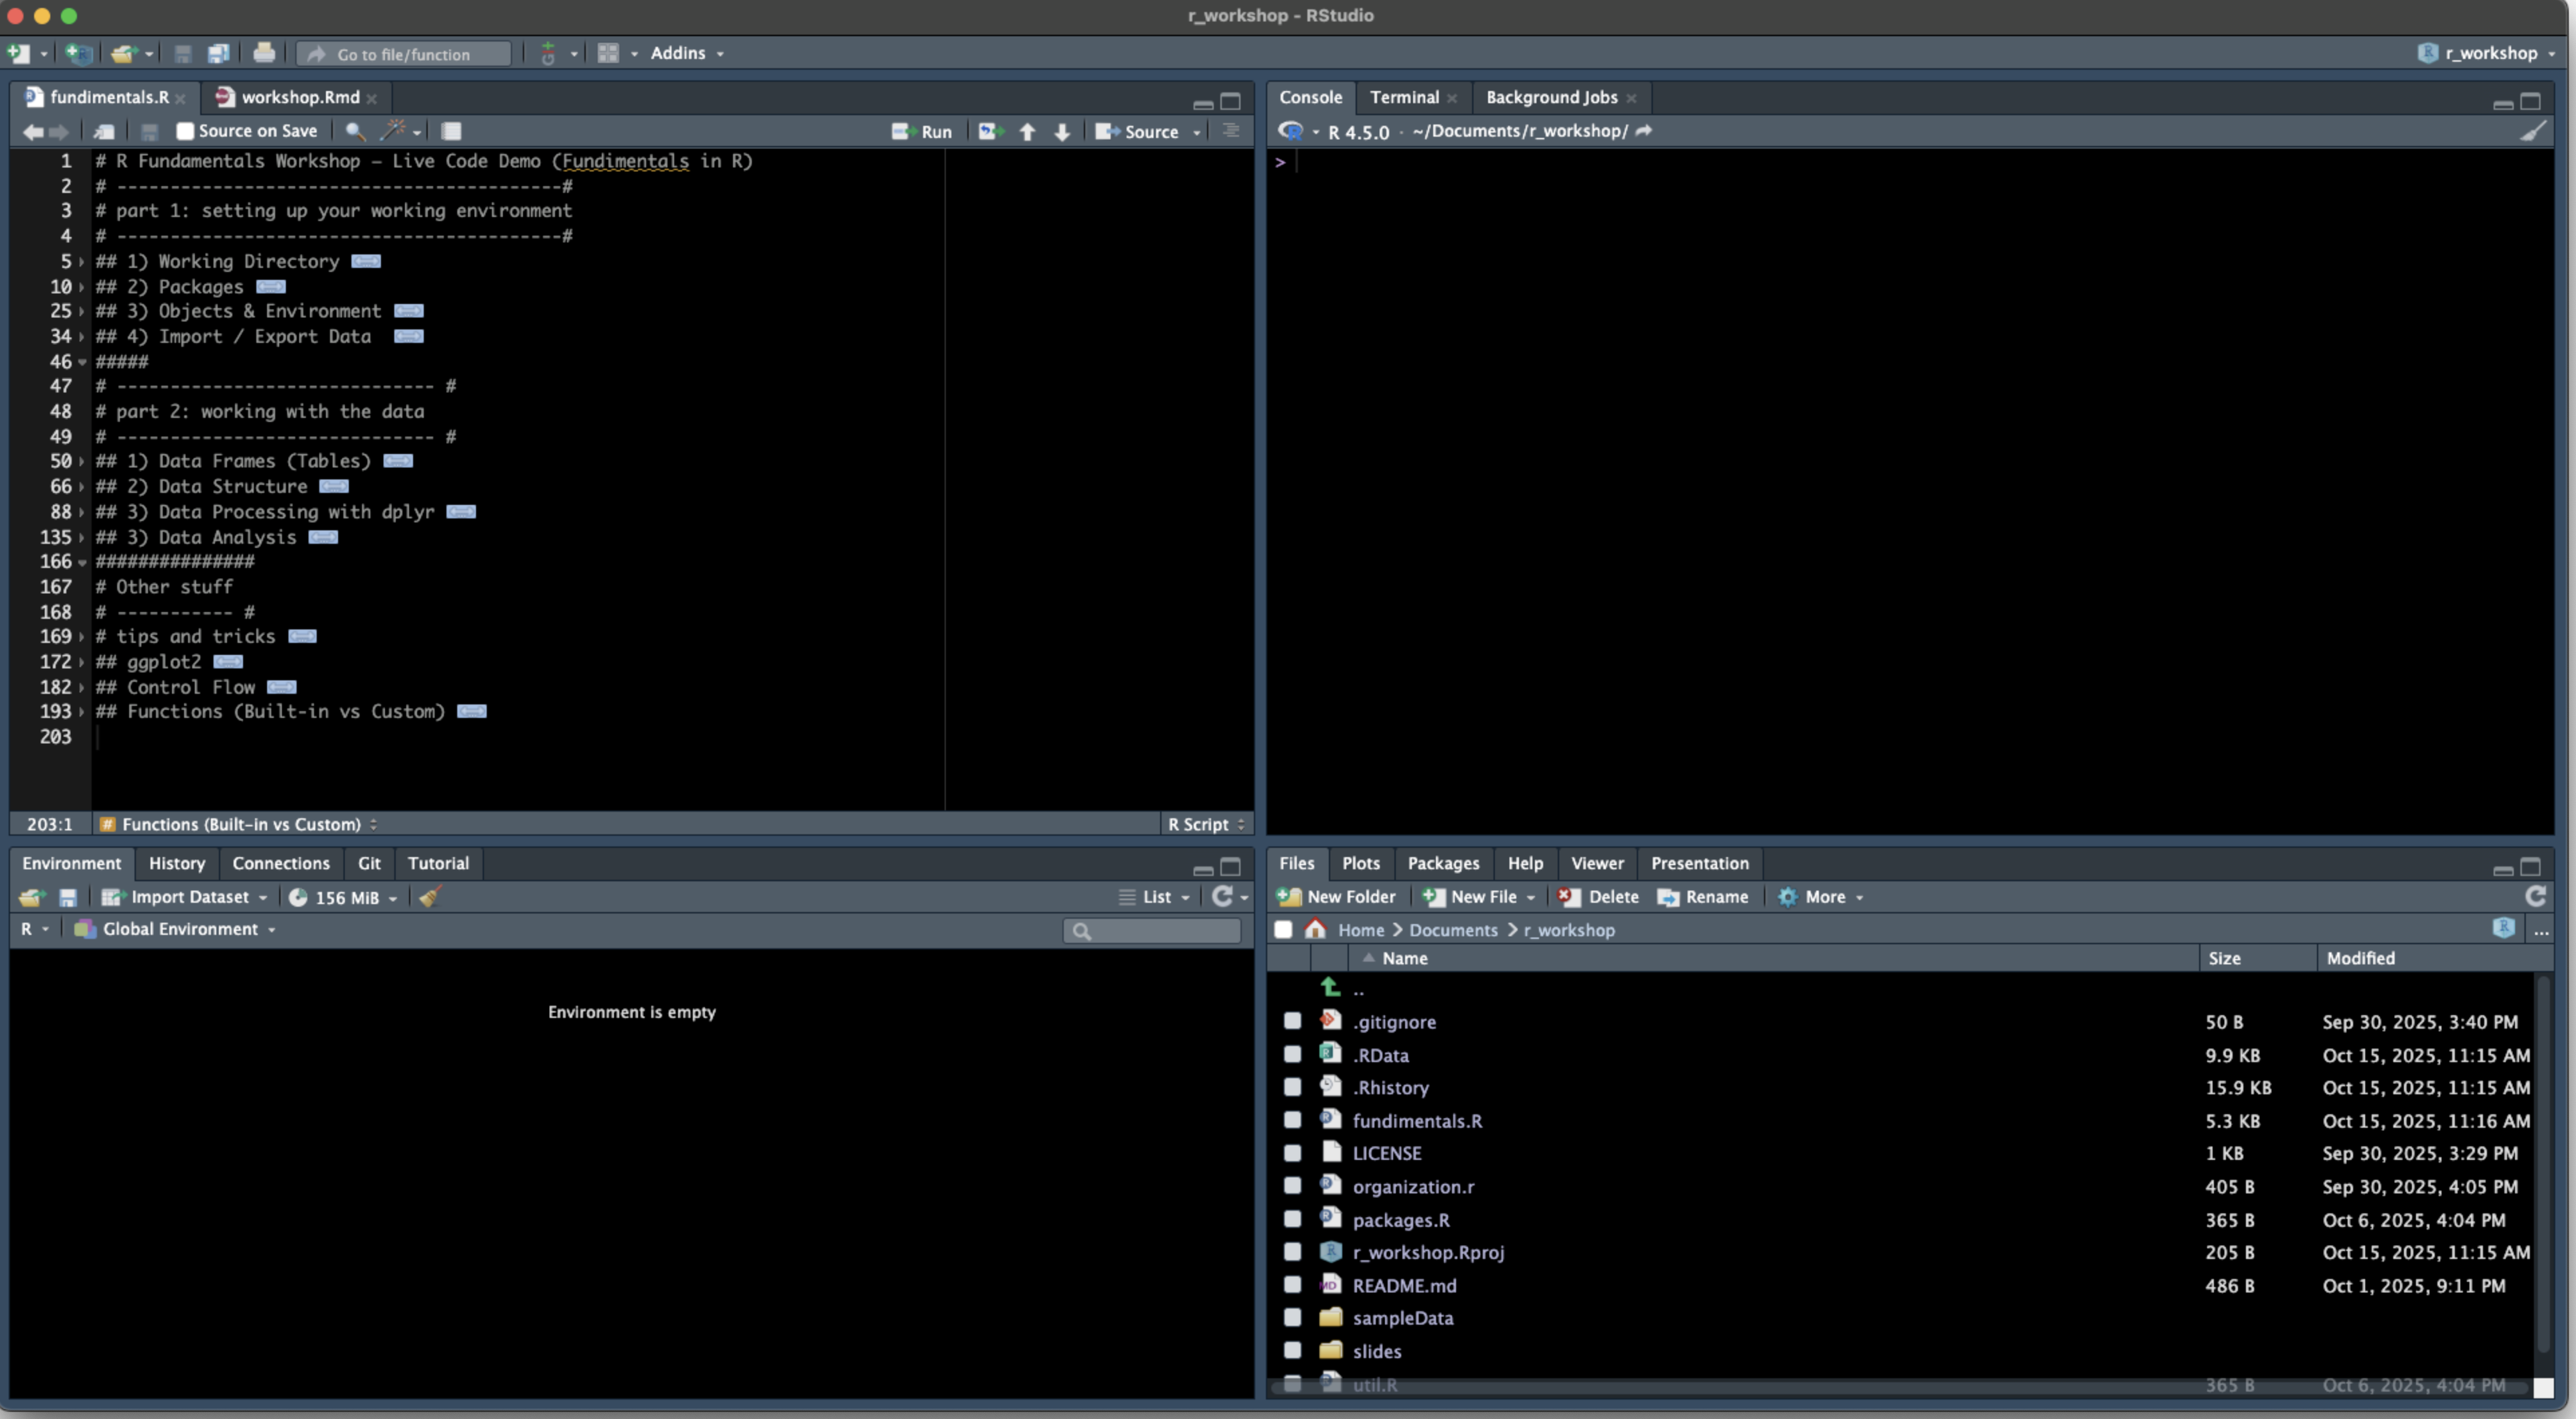 r_workshop - RStudio
Go to file/function
Addins
r_workshop
fundimentals.R
workshop.Rmd
Source on Save
Run
Source
1 # R Fundamentals Workshop – Live Code Demo (Fundimentals in R)
2 # ------------------------------------------#
3 # part 1: setting up your working environment
4 # ------------------------------------------#
5 ## 1) Working Directory
10 ## 2) Packages
25 ## 3) Objects & Environment
34 ## 4) Import / Export Data
46 #####
47 # ------------------------------ #
48 # part 2: working with the data
49 # ------------------------------ #
50 ## 1) Data Frames (Tables)
66 ## 2) Data Structure
88 ## 3) Data Processing with dplyr
135 ## 3) Data Analysis
166 ###############
167 # Other stuff
168 # ----------- #
169 # tips and tricks
172 ## ggplot2
182 ## Control Flow
193 ## Functions (Built-in vs Custom)
203
203:1 # Functions (Built-in vs Custom) R Script
Console Terminal Background Jobs
R 4.5.0 · ~/Documents/r_workshop/
>
Environment History Connections Git Tutorial
Import Dataset 156 MiB List
R Global Environment
Environment is empty
Files Plots Packages Help Viewer Presentation
New Folder New File Delete Rename More
Home > Documents > r_workshop ...
Name Size Modified
..
.gitignore 50 B Sep 30, 2025, 3:40 PM
.RData 9.9 KB Oct 15, 2025, 11:15 AM
.Rhistory 15.9 KB Oct 15, 2025, 11:15 AM
fundimentals.R 5.3 KB Oct 15, 2025, 11:16 AM
LICENSE 1 KB Sep 30, 2025, 3:29 PM
organization.r 405 B Sep 30, 2025, 4:05 PM
packages.R 365 B Oct 6, 2025, 4:04 PM
r_workshop.Rproj 205 B Oct 15, 2025, 11:15 AM
README.md 486 B Oct 1, 2025, 9:11 PM
sampleData
slides
util.R 365 B Oct 6, 2025, 4:04 PM